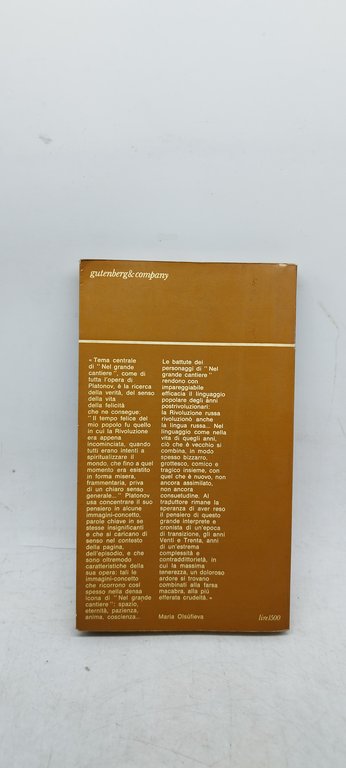 gutenberg&company
« Tema centrale
di " Nel grande
cantiere ", come di
tutta l'opera di
Platonov, è la ricerca
della verità, del senso
della vita
della felicità
che ne consegue.
" Il tempo felice del
mio popolo fu quello
in cui la Rivoluzione
era appena
incominciata, quando
tutti erano intenti a
spiritualizzare il
mondo, che fino a quel
momento era esistito
in forma misera,
frammentaria, priva
di un chiaro senso
generale..." Platonov
usa concentrare il suo
pensiero in alcune
immagini-concetto,
parole chiave in se
stesse insignificanti
e che si caricano di
senso nel contesto
della pagina,
dell'episodio, e che
sono oltremodo
caratteristiche della
sua opera: tali le
immagini-concetto
che ricorrono così
spesso nella densa
icona di " Nel grande
cantiere ": spazio,
eternità, pazienza,
anima, coscienza...
Le battute dei
personaggi di " Nel
grande cantiere "
rendono con
impareggiabile
efficacia il linguaggio
popolare degli anni
postrivoluzionari:
la Rivoluzione russa
rivoluzionò anche
la lingua russa... Nel
linguaggio come nella
vita di quegli anni,
ciò che è vecchio si
combina, in modo
spesso bizzarro,
grottesco, comico e
tragico insieme, con
quel che è nuovo, non
ancora assimilato,
non ancora
consuetudine. Al
traduttore rimane la
speranza di aver reso
il pensiero di questo
grande interprete e
cronista di un'epoca
di transizione, gli anni
Venti e Trenta, anni
di un'estrema
complessità e
contraddittorietà, in
cui la massima
tenerezza, un doloroso
ardore si trovano
combinati alla farsa
macabra, alla più
efferata crudeltà. »
Maria Olsùfieva
lire1500